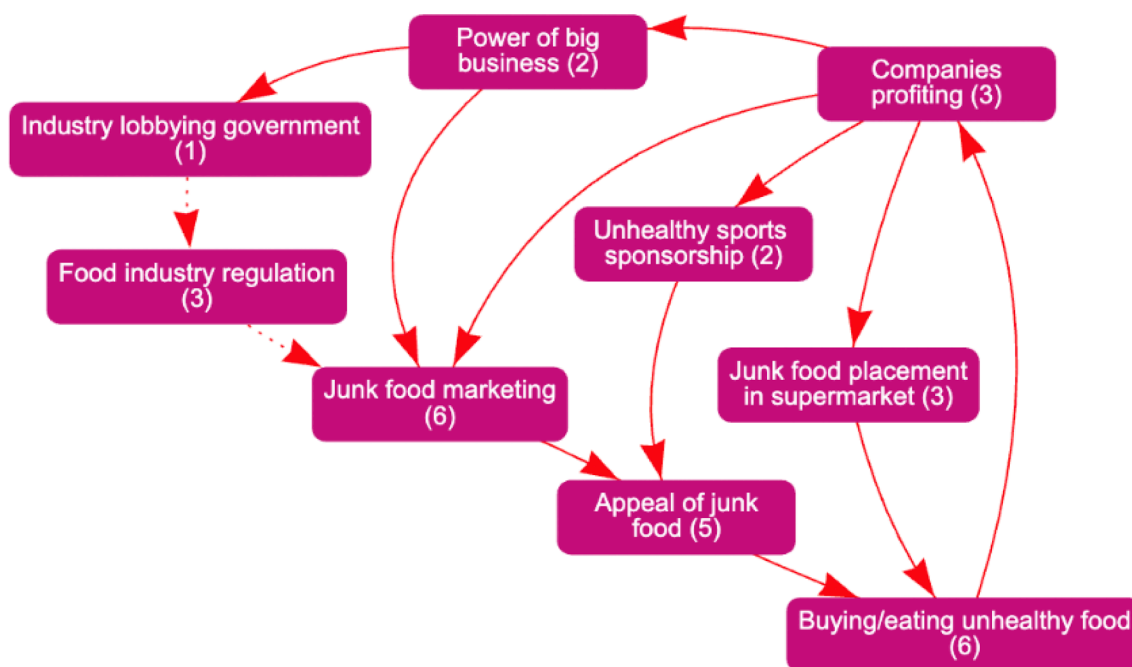 Power of big
business (2)
Companies
profiting (3)
Industry lobbying government
(1)
Unhealthy sports
sponsorship (2)
Food industry regulation
(3)
Junk food marketing
(6)
Junk food placement
in supermarket (3)
Appeal of junk
food (5)
Buying/eating unhealthy food
(6)